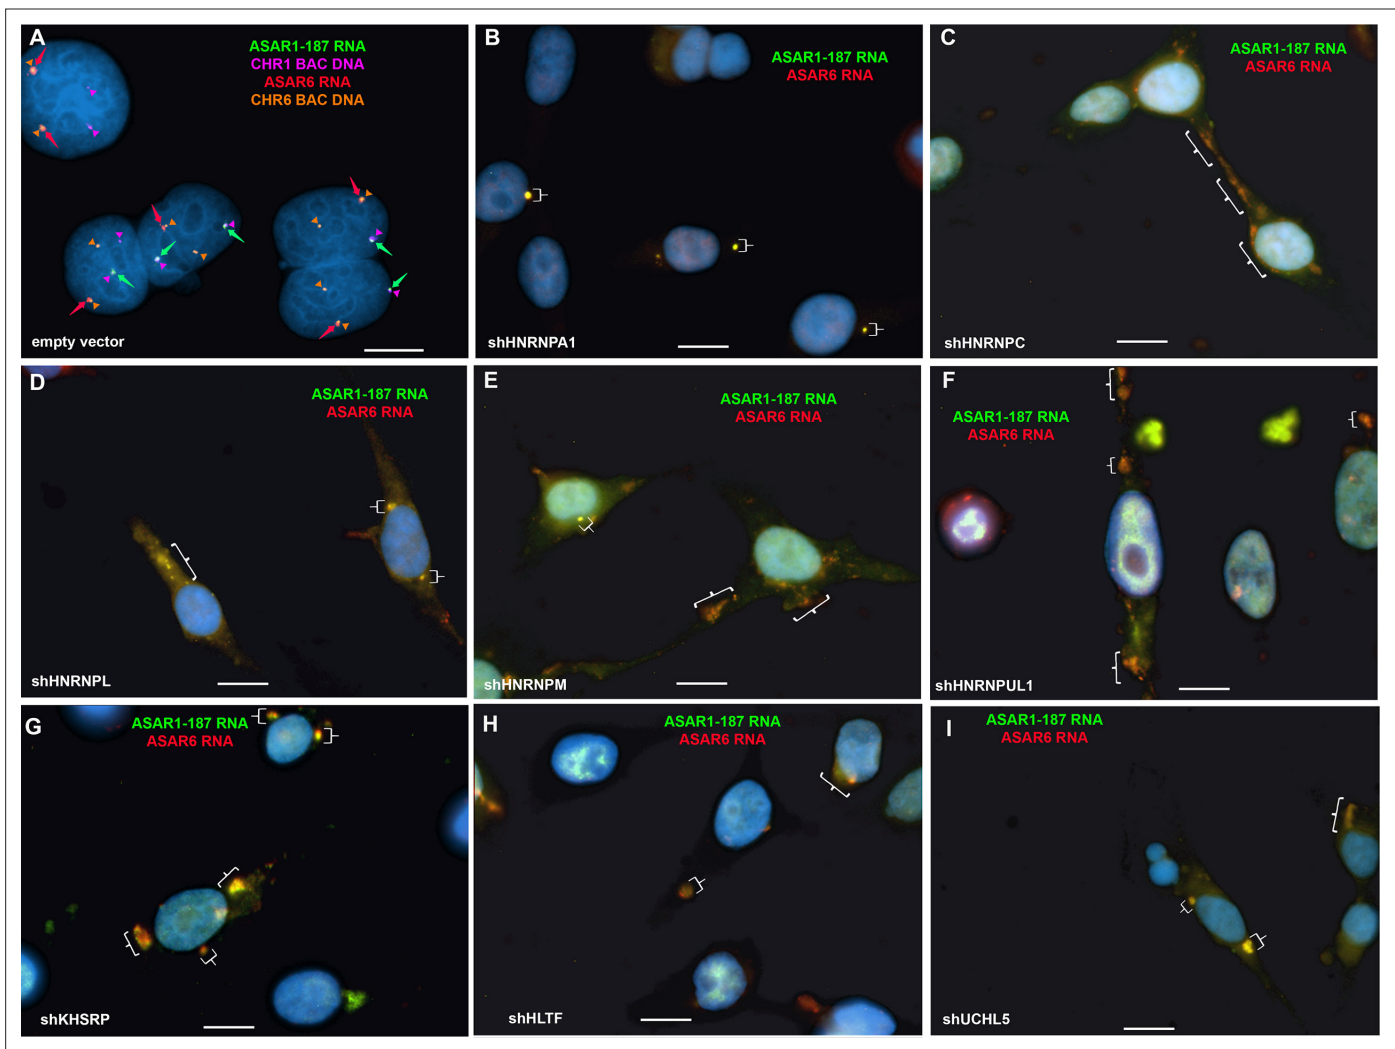 A
ASAR1-187 RNA
CHR1 BAC DNA
ASAR6 RNA
CHR6 BAC DNA
empty vector
B
ASAR1-187 RNA
ASAR6 RNA
shHNRNPA1
C
ASAR1-187 RNA
ASAR6 RNA
shHNRNPC
D
ASAR1-187 RNA
ASAR6 RNA
shHNRNPL
E
ASAR1-187 RNA
ASAR6 RNA
shHNRNPM
F
ASAR1-187 RNA
ASAR6 RNA
shHNRNPUL1
G
ASAR1-187 RNA
ASAR6 RNA
shKHSRP
H
ASAR1-187 RNA
ASAR6 RNA
shHLTF
I
ASAR1-187 RNA
ASAR6 RNA
shUCHL5